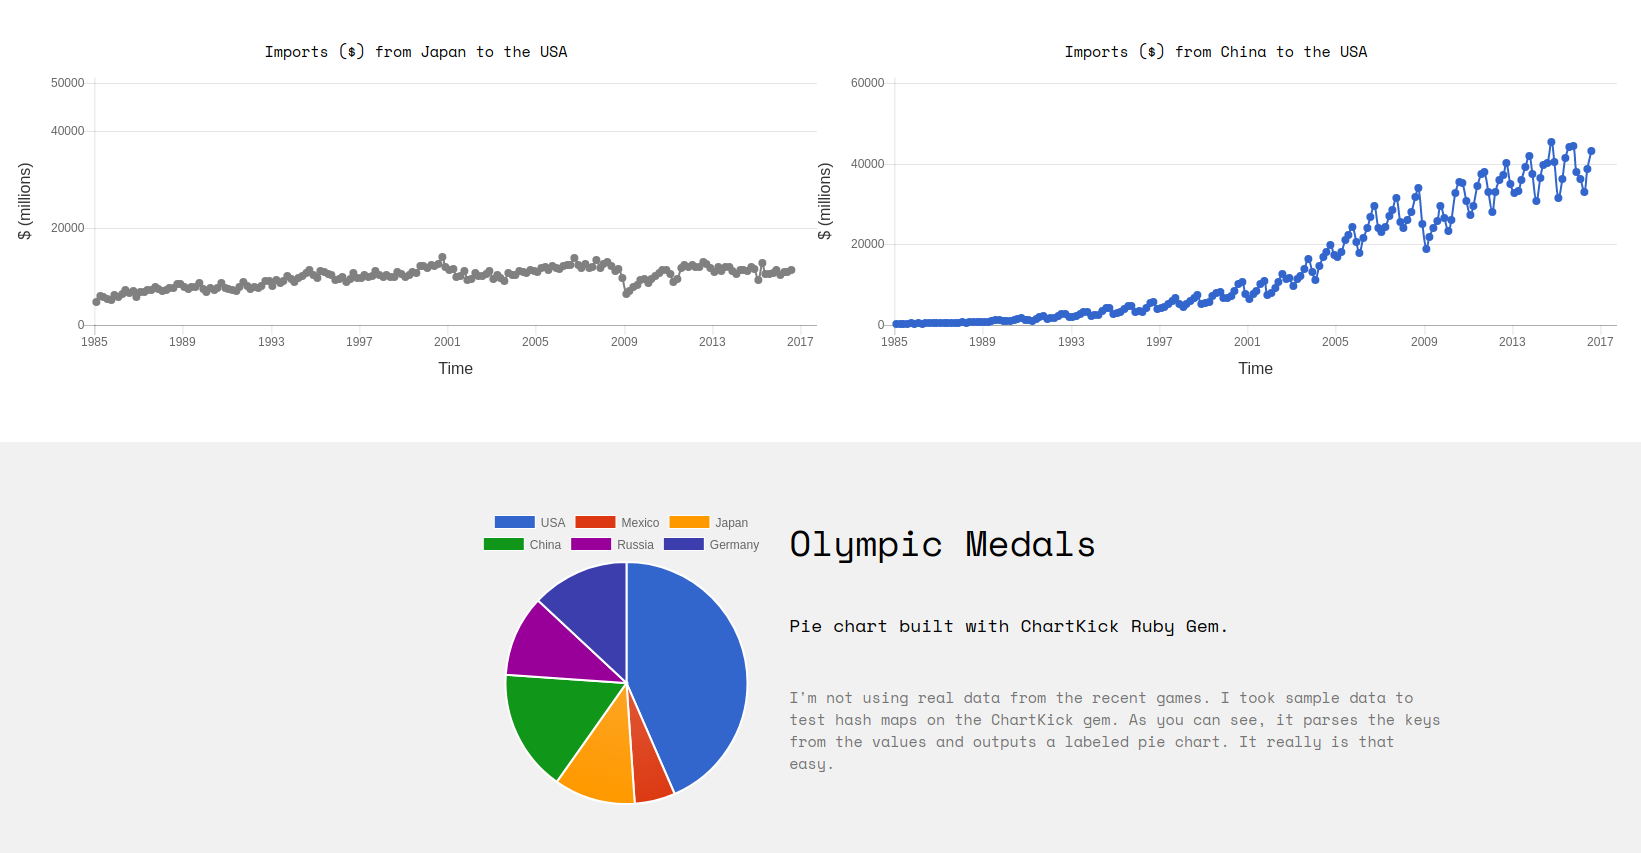 Imports ($) from Japan to the USA
50000
40000
20000
0
$ (millions)
1985 1989 1993 1997 2001 2005 2009 2013 2017
Time
Imports ($) from China to the USA
60000
40000
20000
0
$ (millions)
1985 1989 1993 1997 2001 2005 2009 2013 2017
Time
USA Mexico Japan
China Russia Germany
Olympic Medals
Pie chart built with ChartKick Ruby Gem.
I'm not using real data from the recent games. I took sample data to
test hash maps on the ChartKick gem. As you can see, it parses the keys
from the values and outputs a labeled pie chart. It really is that
easy.